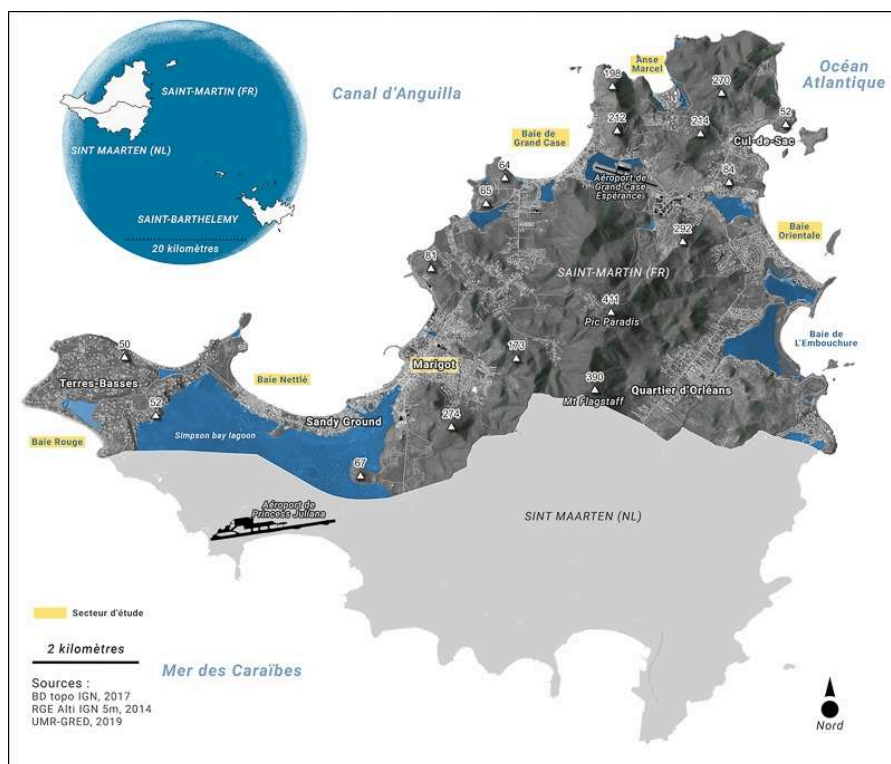 Canal d'Anguilla
Océan
Atlantique
SAINT-MARTIN (FR)
SINT MAARTEN (NL)
SAINT-BARTHELEMY
20 kilomètres
Anse
Marcel
198
270
212
214
52
Cul-de-Sac
Baie de
Grand Case
64
65
Aéroport de
Grand-Case
Espérance
84
Baie
Orientale
292
81
SAINT-MARTIN (FR)
411
Pic Paradis
Baie de
L'Embouchure
50
173
Marigot
390
Mt Flagstaff
Quartier d'Orléans
Terres-Basses
Baie Nettlé
52
Sandy Ground
274
Baie Rouge
Simpson bay lagoon
67
Aéroport de
Princess Juliana
SINT MAARTEN (NL)
Secteur d'étude
2 kilomètres
Mer des Caraïbes
Sources :
BD topo IGN, 2017
RGE Alti IGN 5m, 2014
UMR-GRED, 2019
Nord